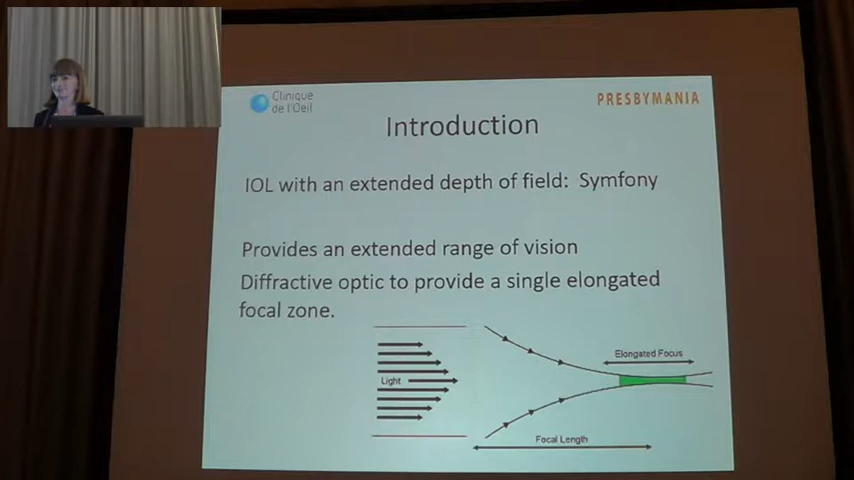 Clinique
de l'Oeil
PRESBYMANIA
Introduction
IOL with an extended depth of field: Symfony
Provides an extended range of vision
Diffractive optic to provide a single elongated
focal zone.
Elongated Focus
Light
Focal Length